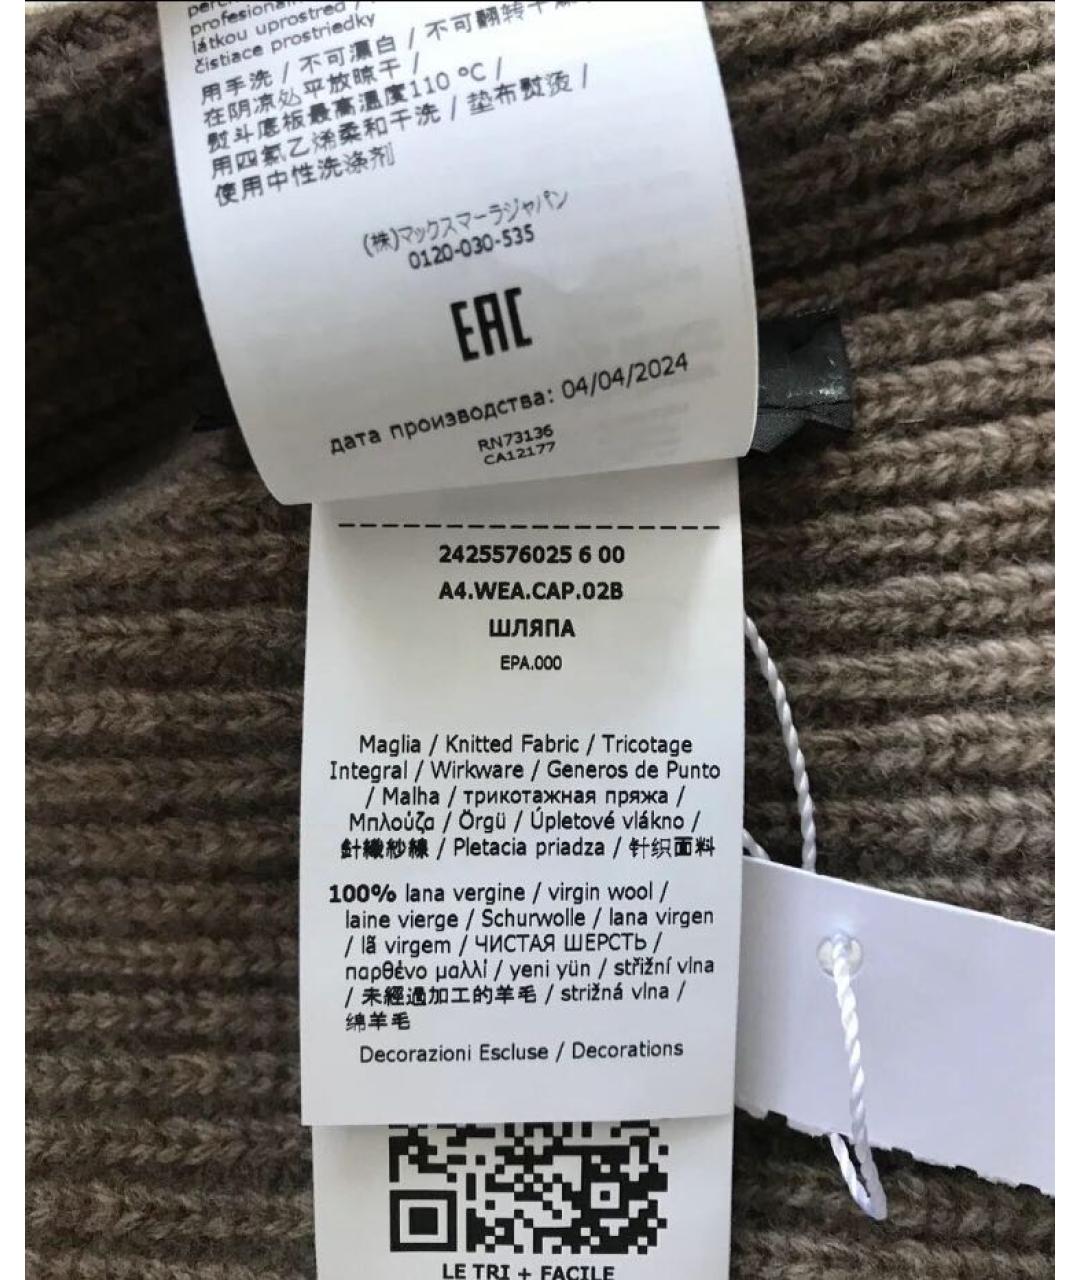 profesionál
látkou uprostred /
čistiace prostriedky
用手洗 / 不可漂白 / 不可翻转干燥
在阴凉处平放晾干 /
熨斗底板最高温度110 ºC /
用四氯乙烯柔和干洗 / 垫布熨烫 /
使用中性洗涤剂
(株)マックスマーラジャパン
0120-030-535
EAC
дата производства: 04/04/2024
RN73136
CA12177
2425576025 6 00
A4.WEA.CAP.02B
ШЛЯПА
EPA.000
Maglia / Knitted Fabric / Tricotage
Integral / Wirkware / Generos de Punto
/ Malha / трикотажная пряжа /
Μπλούζα / Örgü / Úpletové vlákno /
針織紗線 / Pletacia priadza / 针织面料
100% lana vergine / virgin wool /
laine vierge / Schurwolle / lana virgen
/ lã virgem / ЧИСТАЯ ШЕРСТЬ /
παρθένο μαλλί / yeni yün / střižní vlna
/ 未經過加工的羊毛 / strižná vlna /
绵羊毛
Decorazioni Escluse / Decorations
LE TRI + FACILE